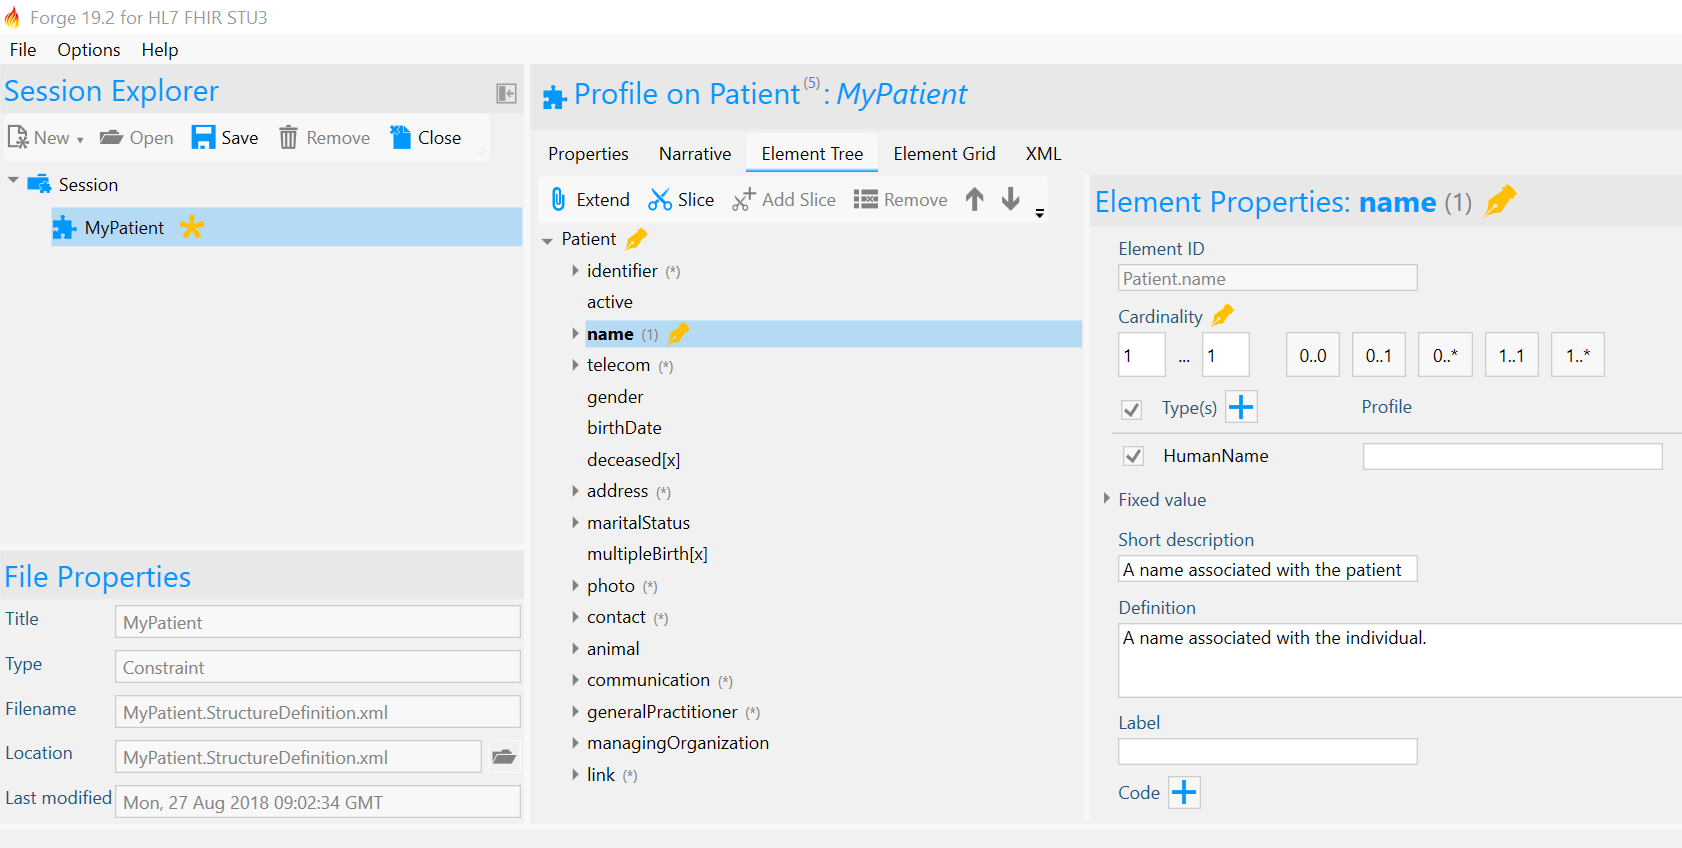 Forge 19.2 for HL7 FHIR STU3
File Options Help
Session Explorer
New Open Save Remove Close
Session
MyPatient
File Properties
Title MyPatient
Type Constraint
Filename MyPatient.StructureDefinition.xml
Location MyPatient.StructureDefinition.xml
Last modified Mon, 27 Aug 2018 09:02:34 GMT
Profile on Patient (5) : MyPatient
Properties Narrative Element Tree Element Grid XML
Extend Slice Add Slice Remove
Patient
identifier (*)
active
name (1)
telecom (*)
gender
birthDate
deceased[x]
address (*)
maritalStatus
multipleBirth[x]
photo (*)
contact (*)
animal
communication (*)
generalPractitioner (*)
managingOrganization
link (*)
Element Properties: name (1)
Element ID
Patient.name
Cardinality
1 ... 1 0..0 0..1 0..* 1..1 1..*
Type(s) Profile
HumanName
Fixed value
Short description
A name associated with the patient
Definition
A name associated with the individual.
Label
Code